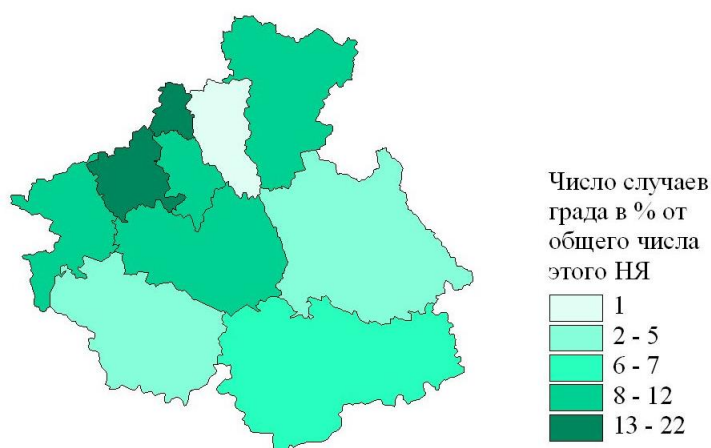 Число случаев
града в % от
общего числа
этого НЯ
1
2 - 5
6 - 7
8 - 12
13 - 22